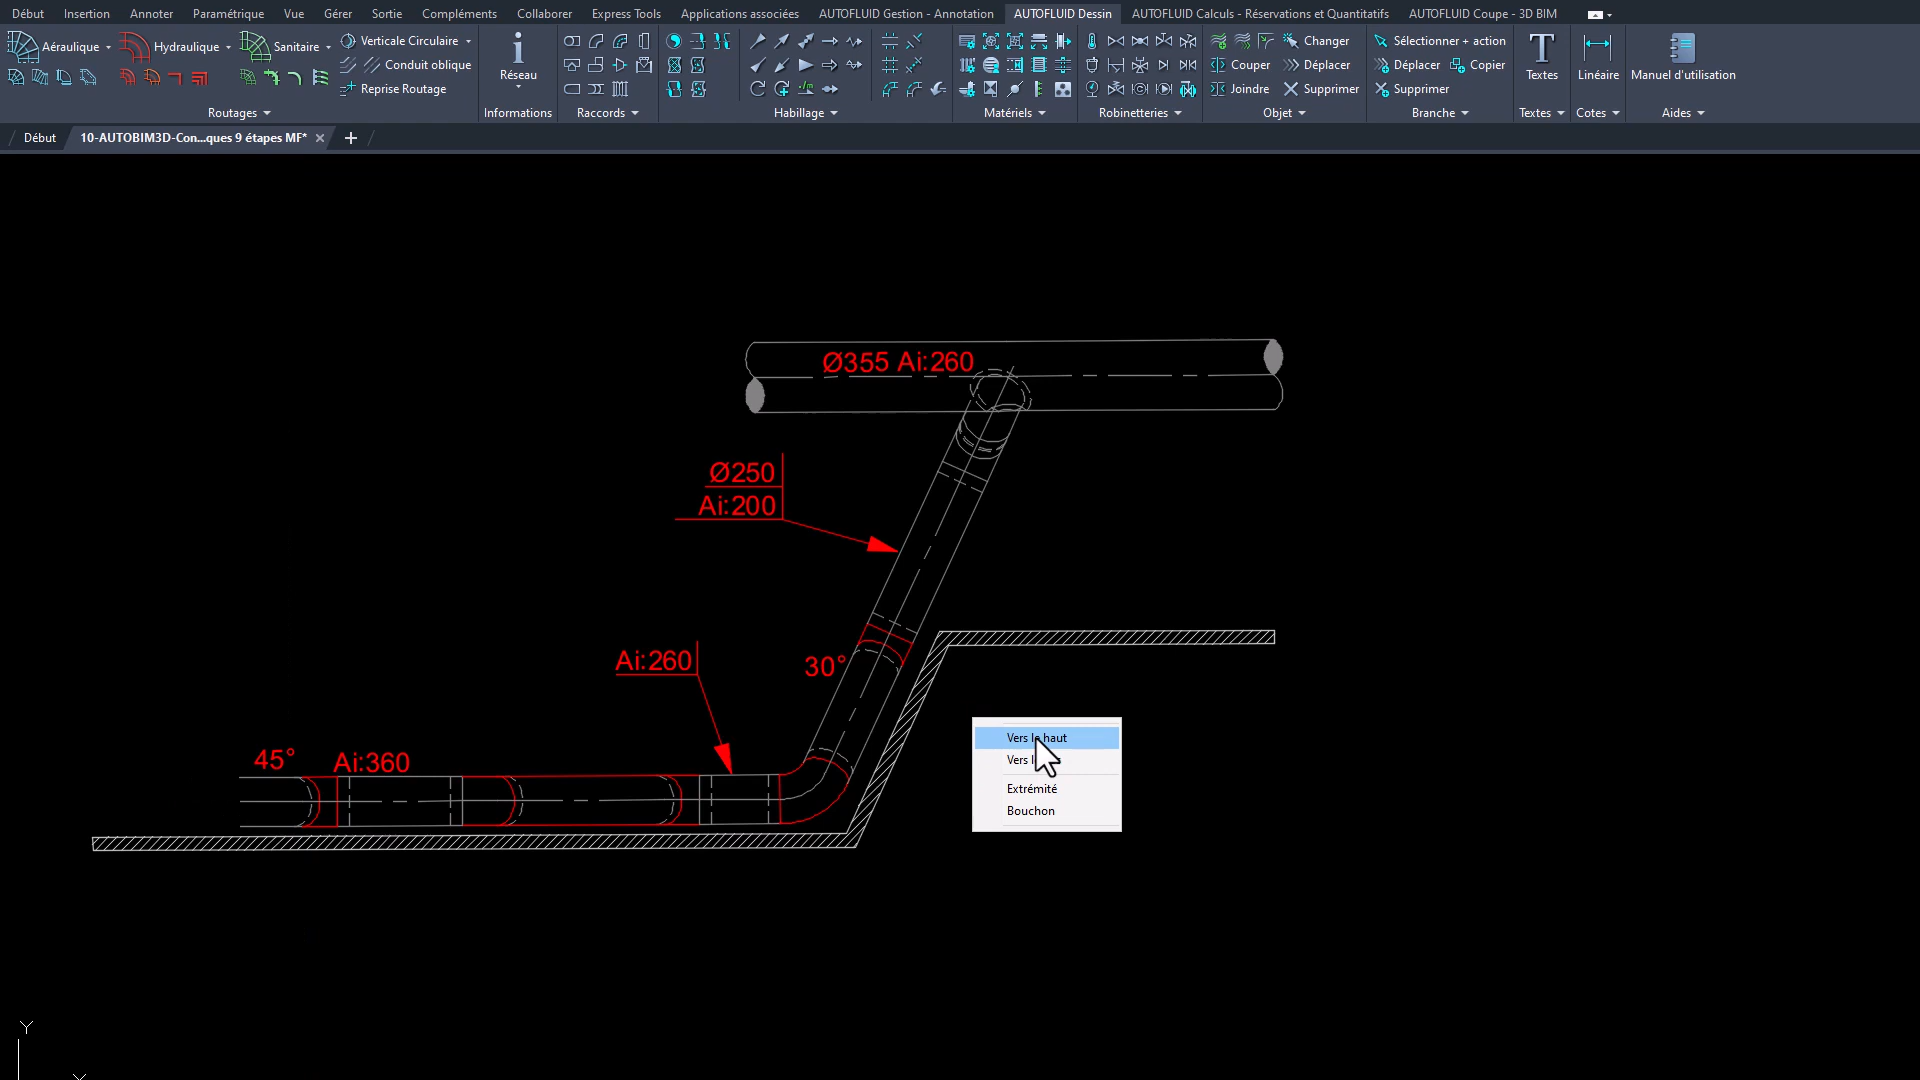 Début Insertion Annoter Paramétrique Vue Gérer Sortie Compléments Collaborer Express Tools Applications associées AUTOFLUID Gestion - Annotation AUTOFLUID Dessin AUTOFLUID Calculs - Réservations et Quantitatifs AUTOFLUID Coupe - 3D BIM
Aéraulique Hydraulique Sanitaire Verticale Circulaire
Conduit oblique
Reprise Routage
Routages
Réseau
Informations
Raccords
Habillage
Matériels
Robinetteries
Changer
Couper Déplacer
Joindre Supprimer
Objet
Sélectionner + action
Déplacer Copier
Supprimer
Branche
Textes
Textes
Linéaire
Cotes
Manuel d'utilisation
Aides
Début 10-AUTOBIM3D-Con...ques 9 étapes MF*
Ø355 Ai:260
Ø250
Ai:200
Ai:260
30°
45° Ai:360
Vers le haut
Extrémité
Bouchon
Y